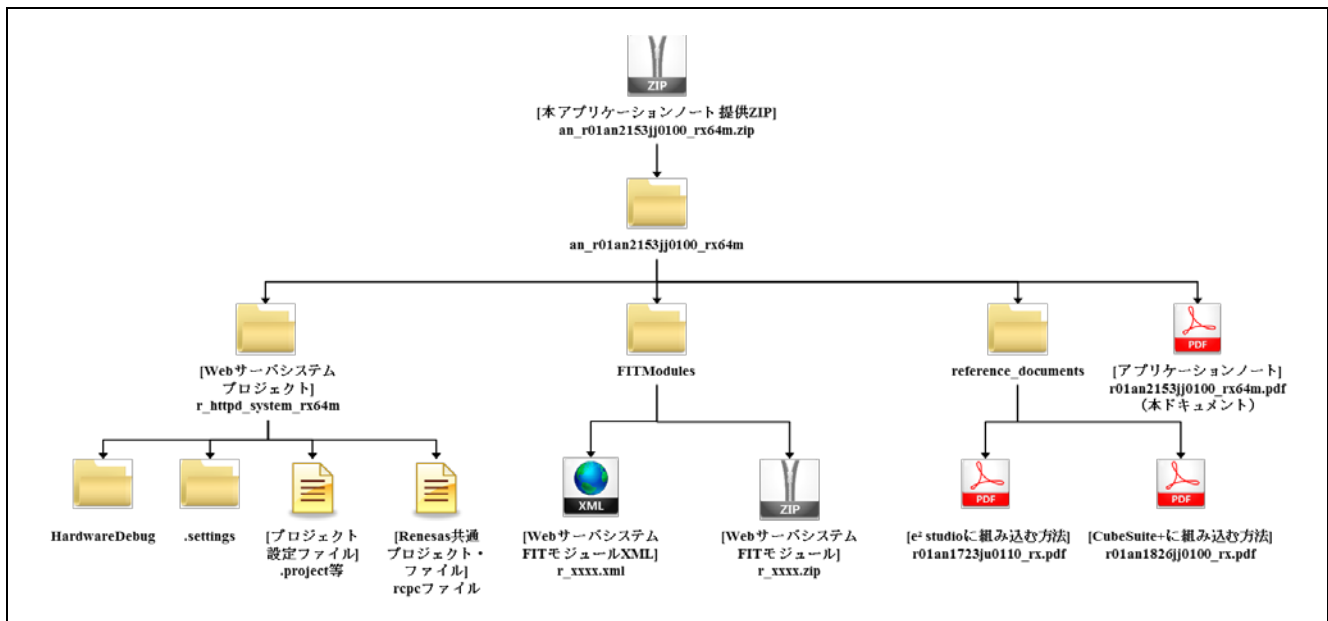 ZIP
[本アプリケーションノート 提供ZIP]
an_r01an2153jj0100_rx64m.zip
an_r01an2153jj0100_rx64m
[Webサーバシステム
プロジェクト]
r_httpd_system_rx64m
FITModules
reference_documents
PDF
[アプリケーションノート]
r01an2153jj0100_rx64m.pdf
（本ドキュメント）
HardwareDebug
.settings
[プロジェクト
設定ファイル]
.project等
[Renesas共通
プロジェクト・
ファイル]
rcpcファイル
XML
[Webサーバシステム
FITモジュールXML]
r_xxxx.xml
ZIP
[Webサーバシステム
FITモジュール]
r_xxxx.zip
PDF
[e² studioに組み込む方法]
r01an1723ju0110_rx.pdf
PDF
[CubeSuite+に組み込む方法]
r01an1826jj0100_rx.pdf